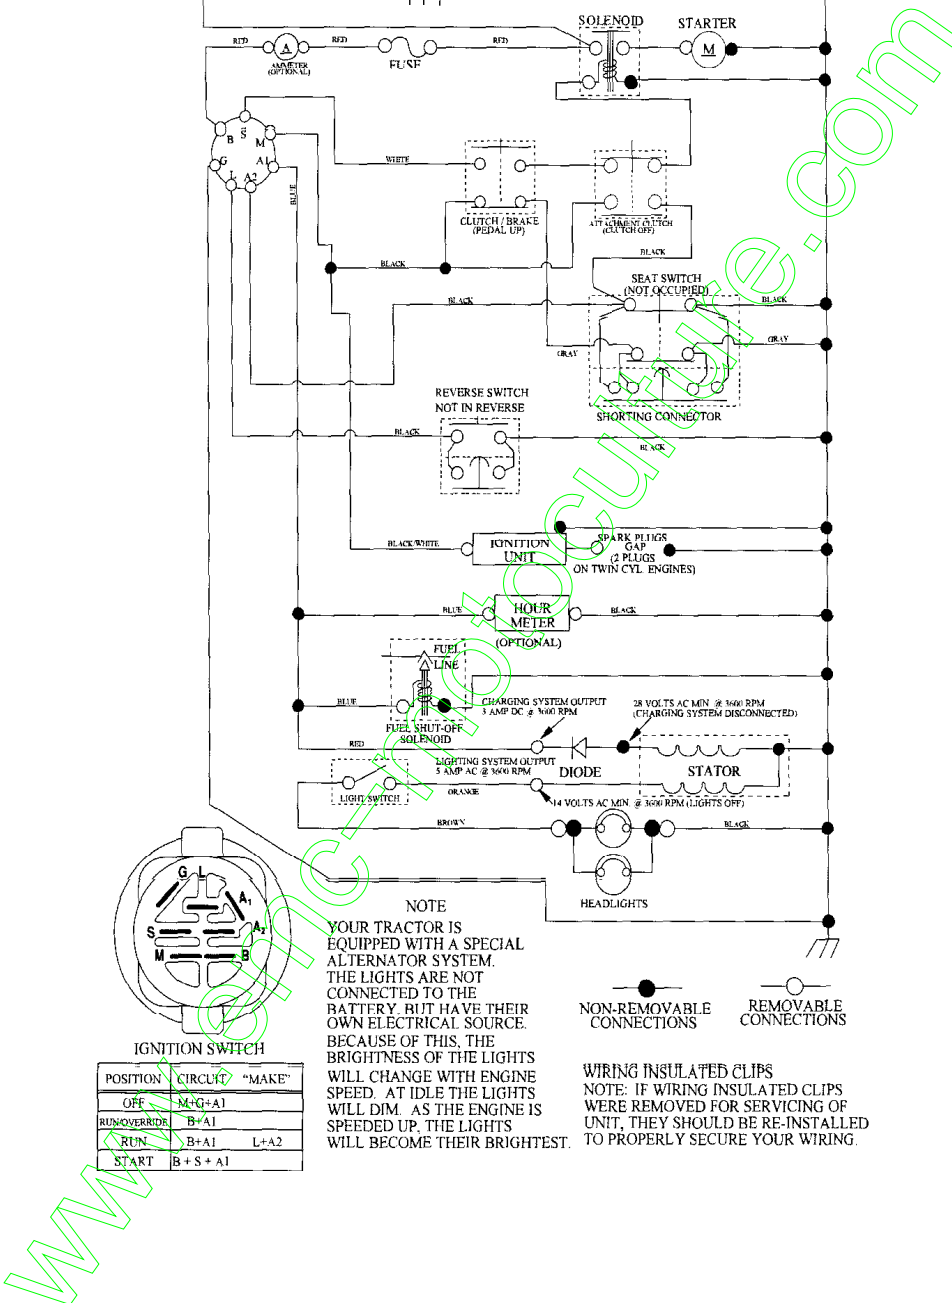 SOLENOID
STARTER
RED
RED
RED
A
M
AMMETER
(OPTIONAL)
FUSE
B
S
M
G
A1
L
A2
BLUE
WHITE
CLUTCH / BRAKE
(PEDAL UP)
ATTACHMENT CLUTCH
(CLUTCH OFF)
BLACK
BLACK
SEAT SWITCH
(NOT OCCUPIED)
BLACK
BLACK
GRAY
GRAY
SHORTING CONNECTOR
REVERSE SWITCH
NOT IN REVERSE
BLACK
BLACK
BLACK/WHITE
IGNITION
UNIT
SPARK PLUGS
GAP
(2 PLUGS
ON TWIN CYL. ENGINES)
BLUE
HOUR
METER
BLACK
(OPTIONAL)
FUEL
LINE
BLUE
FUEL SHUT-OFF
SOLENOID
CHARGING SYSTEM OUTPUT
3 AMP DC @ 3600 RPM
28 VOLTS AC MIN. @ 3600 RPM
(CHARGING SYSTEM DISCONNECTED)
RED
LIGHTING SYSTEM OUTPUT
5 AMP AC @ 3600 RPM
DIODE
STATOR
LIGHT SWITCH
ORANGE
14 VOLTS AC MIN. @ 3600 RPM (LIGHTS OFF)
BROWN
BLACK
HEADLIGHTS
G
L
A1
S
A2
M
B
IGNITION SWITCH
POSITION CIRCUIT "MAKE"
OFF M+G+A1
RUN/OVERRIDE B+A1
RUN B+A1 L+A2
START B + S + A1
NOTE
YOUR TRACTOR IS
EQUIPPED WITH A SPECIAL
ALTERNATOR SYSTEM.
THE LIGHTS ARE NOT
CONNECTED TO THE
BATTERY, BUT HAVE THEIR
OWN ELECTRICAL SOURCE.
BECAUSE OF THIS, THE
BRIGHTNESS OF THE LIGHTS
WILL CHANGE WITH ENGINE
SPEED. AT IDLE THE LIGHTS
WILL DIM. AS THE ENGINE IS
SPEEDED UP, THE LIGHTS
WILL BECOME THEIR BRIGHTEST.
NON-REMOVABLE
CONNECTIONS
REMOVABLE
CONNECTIONS
WIRING INSULATED CLIPS
NOTE: IF WIRING INSULATED CLIPS
WERE REMOVED FOR SERVICING OF
UNIT, THEY SHOULD BE RE-INSTALLED
TO PROPERLY SECURE YOUR WIRING.
www.emc-motoculture.com